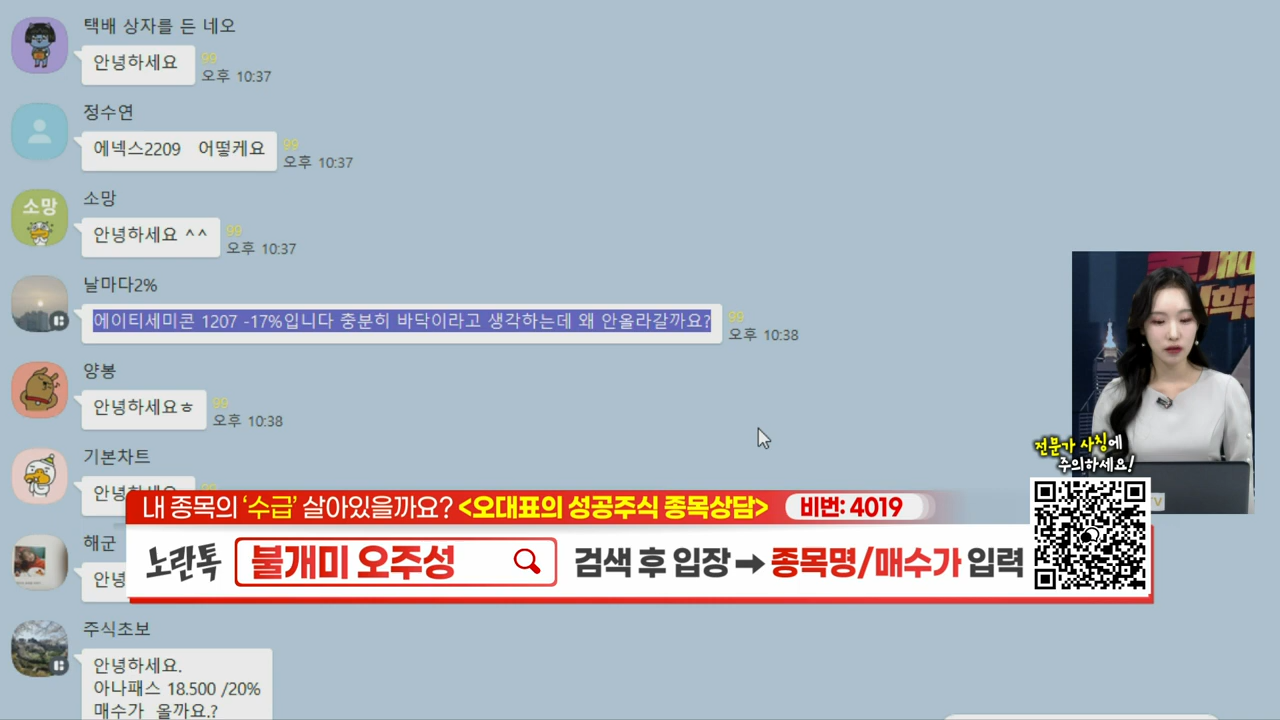 택배 상자를 든 네오
안녕하세요
99
오후 10:37
정수연
에넥스2209 어떻케요
99
오후 10:37
소망
소망
안녕하세요 ^^
99
오후 10:37
날마다2%
에이티세미콘 1207 -17%입니다 충분히 바닥이라고 생각하는데 왜 안올라갈까요?
99
오후 10:38
양봉
안녕하세요ㅎ
99
오후 10:38
기본차트
안녕
전문가 사칭에
주의하세요!
내 종목의 ‘수급’ 살아있을까요? <오대표의 성공주식 종목상담>
비번: 4019
해군
안녕
노란톡
불개미 오주성
검색 후 입장 ➡ 종목명/매수가 입력
주식초보
안녕하세요.
아나패스 18.500 /20%
매수가 올까요.?